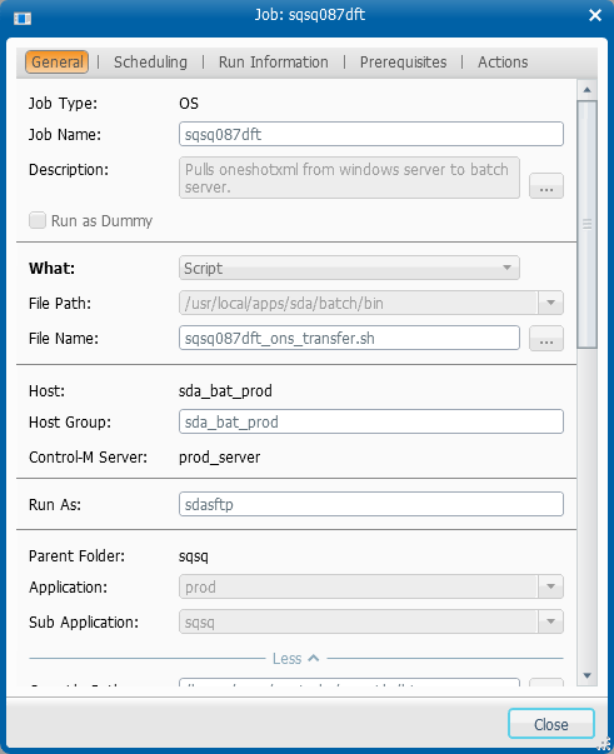 Job: sqsq087dft
General | Scheduling | Run Information | Prerequisites | Actions
Job Type: OS
Job Name: sqsq087dft
Description: Pulls oneshotxml from windows server to batch
server.
...
Run as Dummy
What: Script
File Path: /usr/local/apps/sda/batch/bin
File Name: sqsq087dft_ons_transfer.sh ...
Host: sda_bat_prod
Host Group: sda_bat_prod
Control-M Server: prod_server
Run As: sdasftp
Parent Folder: sqsq
Application: prod
Sub Application: sqsq
Less
Close